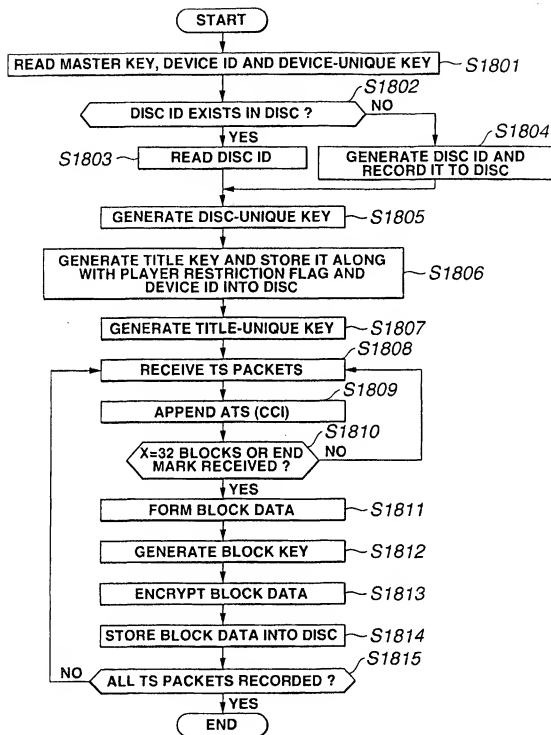 START
READ MASTER KEY, DEVICE ID AND DEVICE-UNIQUE KEY
S1801
S1802
DISC ID EXISTS IN DISC ?
NO
YES
S1803
READ DISC ID
S1804
GENERATE DISC ID AND
RECORD IT TO DISC
GENERATE DISC-UNIQUE KEY
S1805
GENERATE TITLE KEY AND STORE IT ALONG
WITH PLAYER RESTRICTION FLAG AND
DEVICE ID INTO DISC
S1806
GENERATE TITLE-UNIQUE KEY
S1807
S1808
RECEIVE TS PACKETS
S1809
APPEND ATS (CCI)
S1810
X=32 BLOCKS OR END
MARK RECEIVED ?
NO
YES
FORM BLOCK DATA
S1811
GENERATE BLOCK KEY
S1812
ENCRYPT BLOCK DATA
S1813
STORE BLOCK DATA INTO DISC
S1814
S1815
NO
ALL TS PACKETS RECORDED ?
YES
END